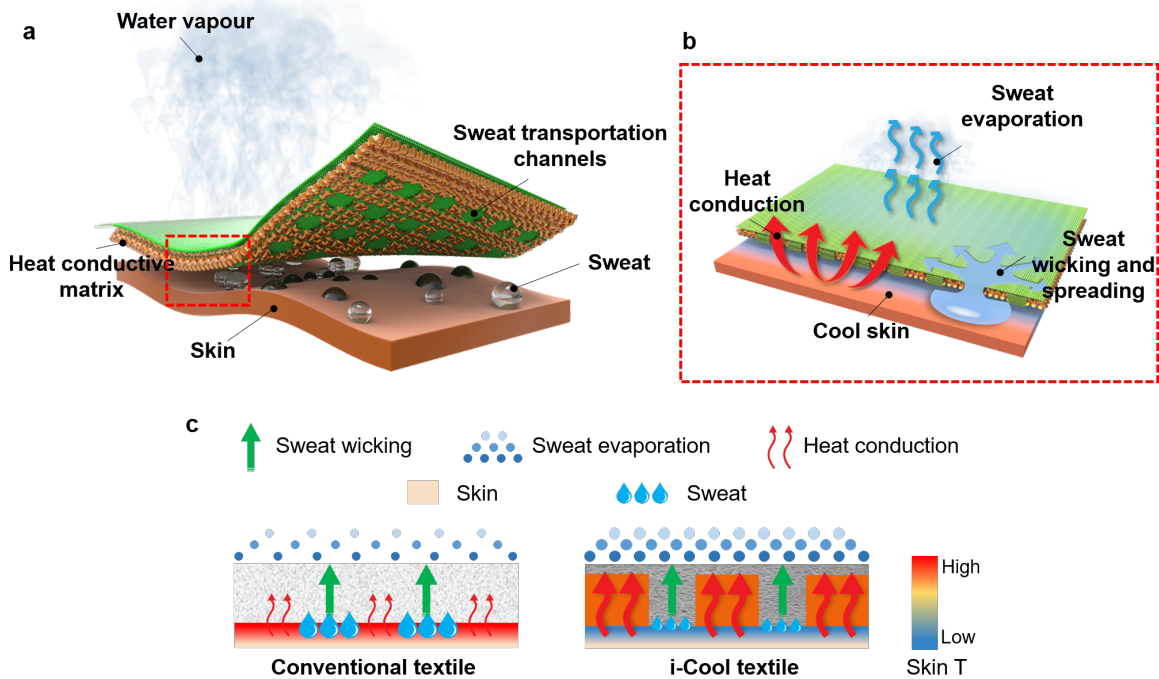 a
Water vapour
Sweat transportation
channels
Heat conductive
matrix
Sweat
Skin
b
Sweat
evaporation
Heat
conduction
Sweat
wicking and
spreading
Cool skin
c
Sweat wicking
Sweat evaporation
Heat conduction
Skin
Sweat
High
Low
Conventional textile
i-Cool textile
Skin T